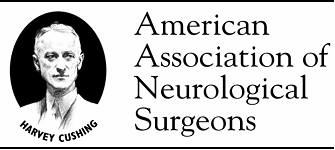 HARVEY CUSHING
American
Association of
Neurological
Surgeons